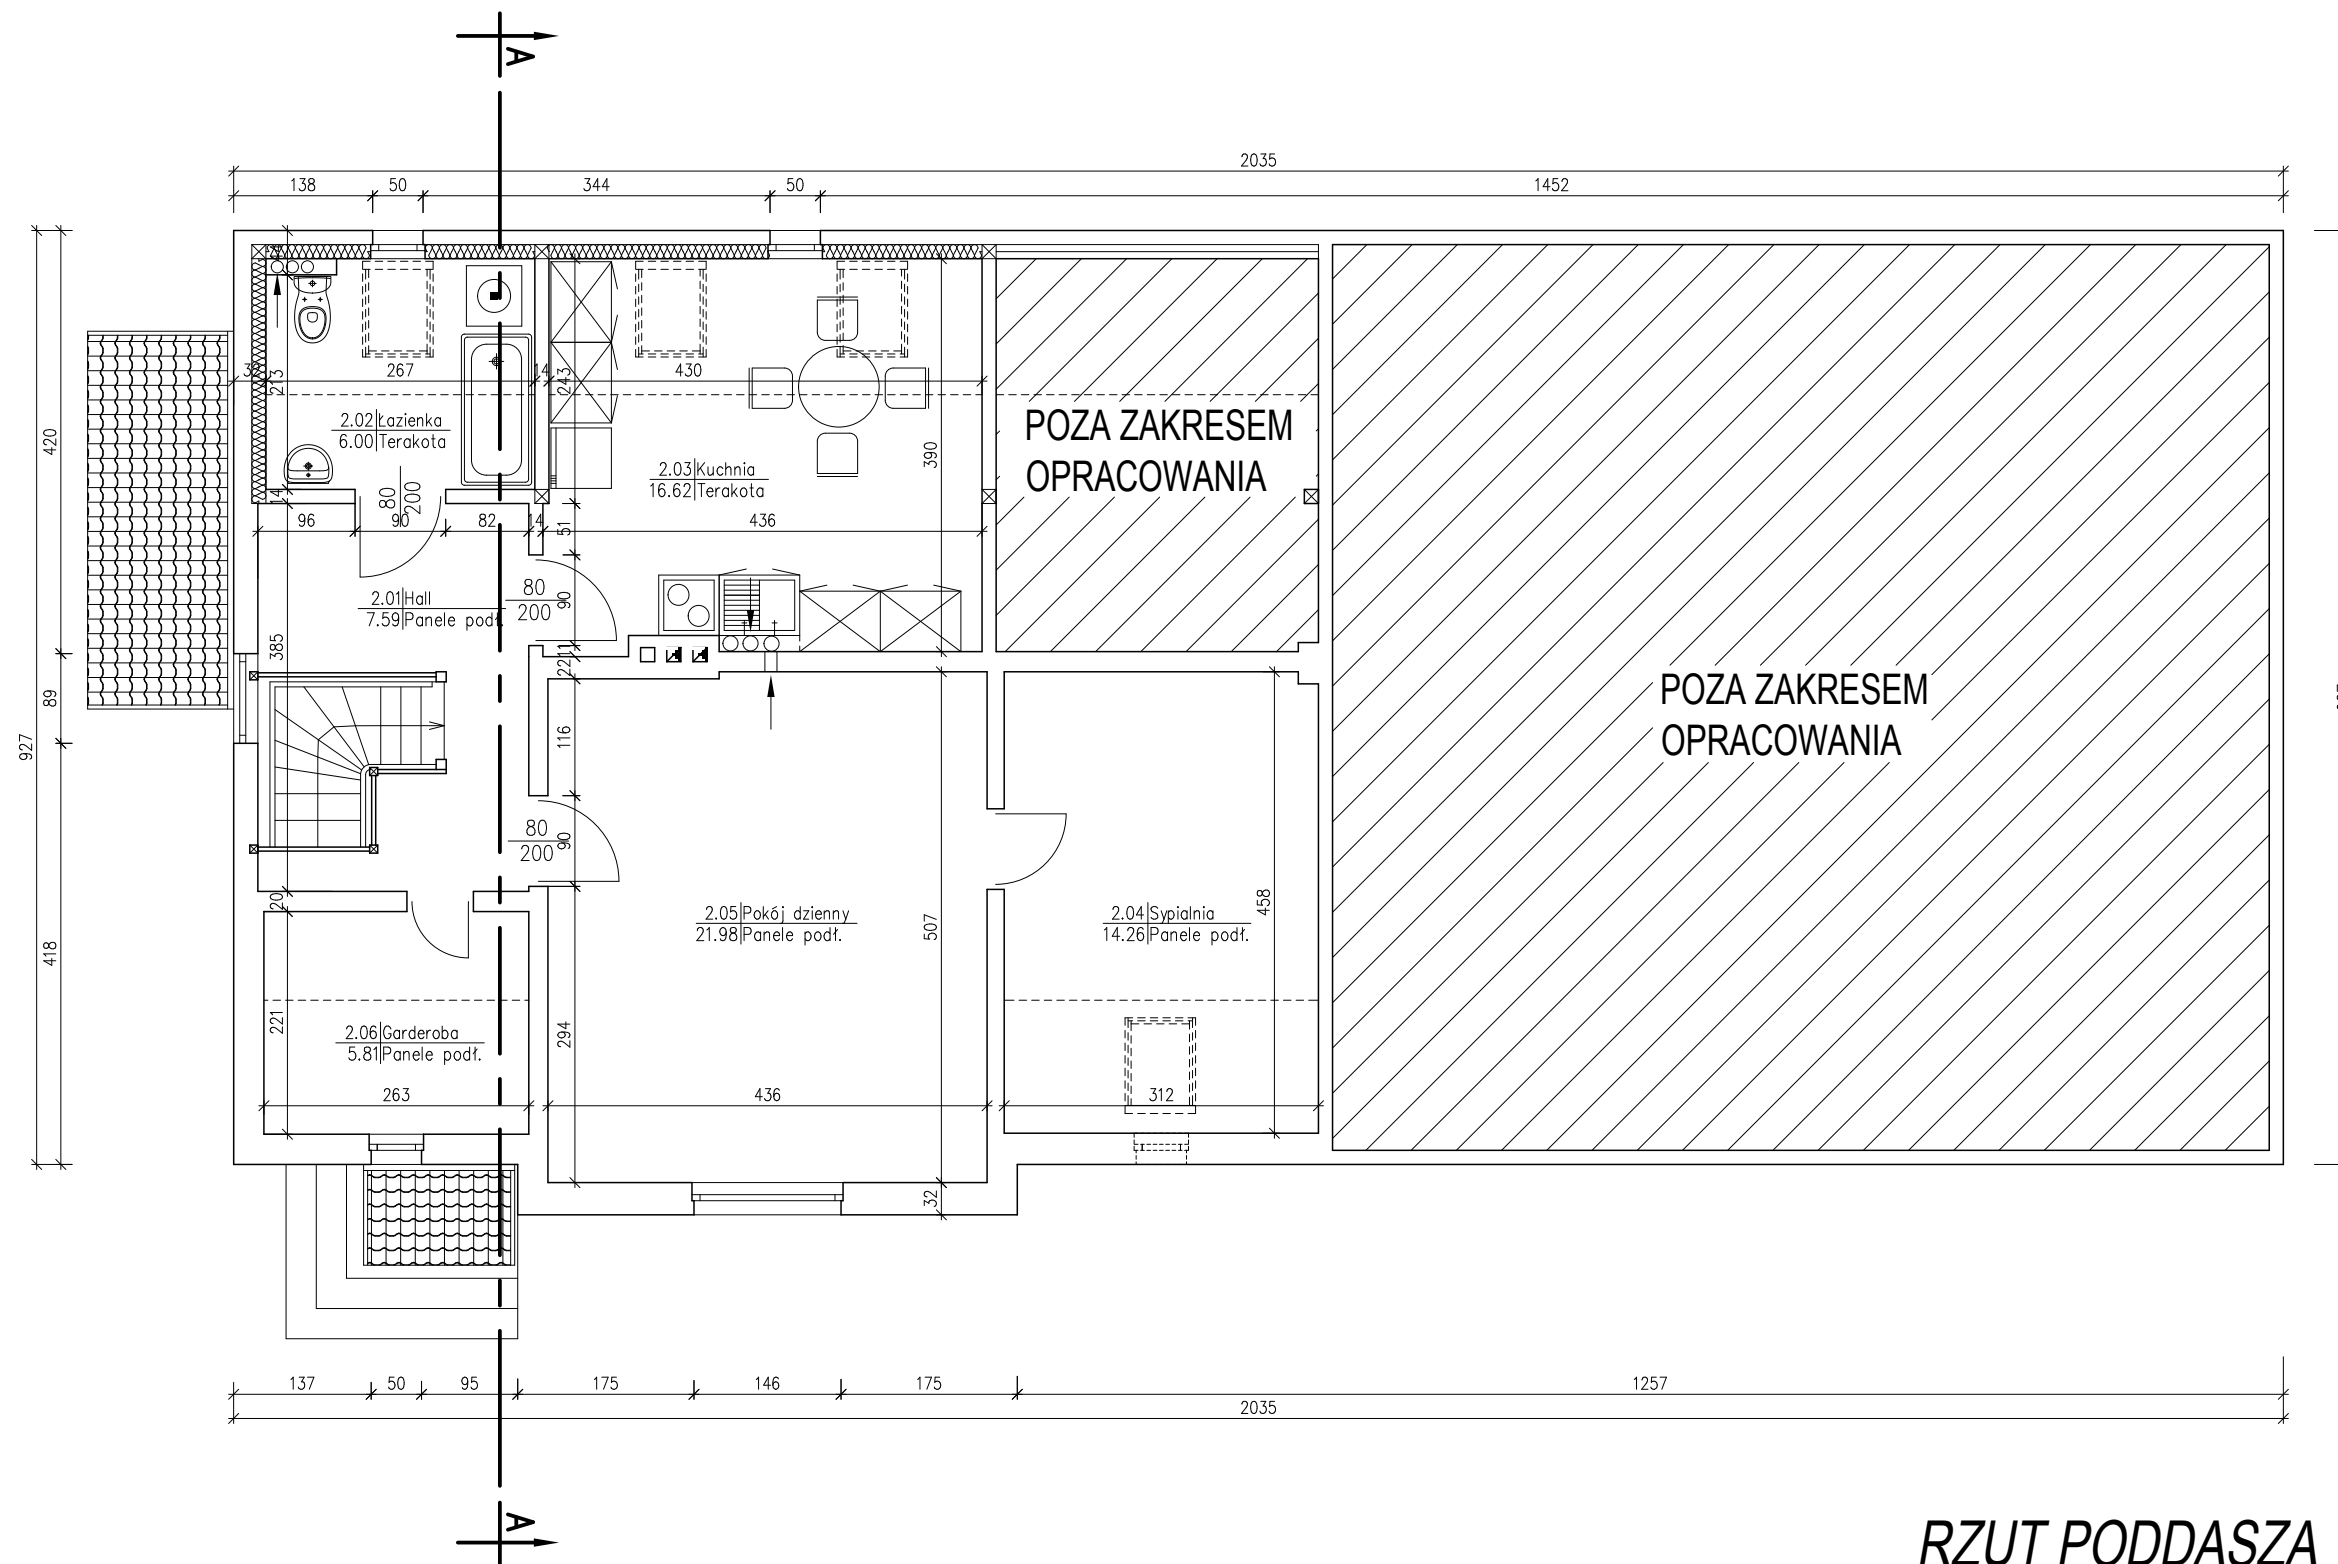 A
2035
138 50 344 50 1452
32 267 14 430
213
243
420
2.02 Łazienka
6.00 Terakota
390
POZA ZAKRESEM
OPRACOWANIA
2.03 Kuchnia
16.62 Terakota
14
80
200
96 90 82 14 436
51
2.01 Hall
7.59 Panele podł.
80
200
90
385
11
22
89
116
927
POZA ZAKRESEM
OPRACOWANIA
80
200
90
20
418
2.05 Pokój dzienny
21.98 Panele podł.
507
2.04 Sypialnia
14.26 Panele podł.
458
221
2.06 Garderoba
5.81 Panele podł.
294
263 436 312
32
137 50 95 175 146 175 1257
2035
A
RZUT PODDASZA